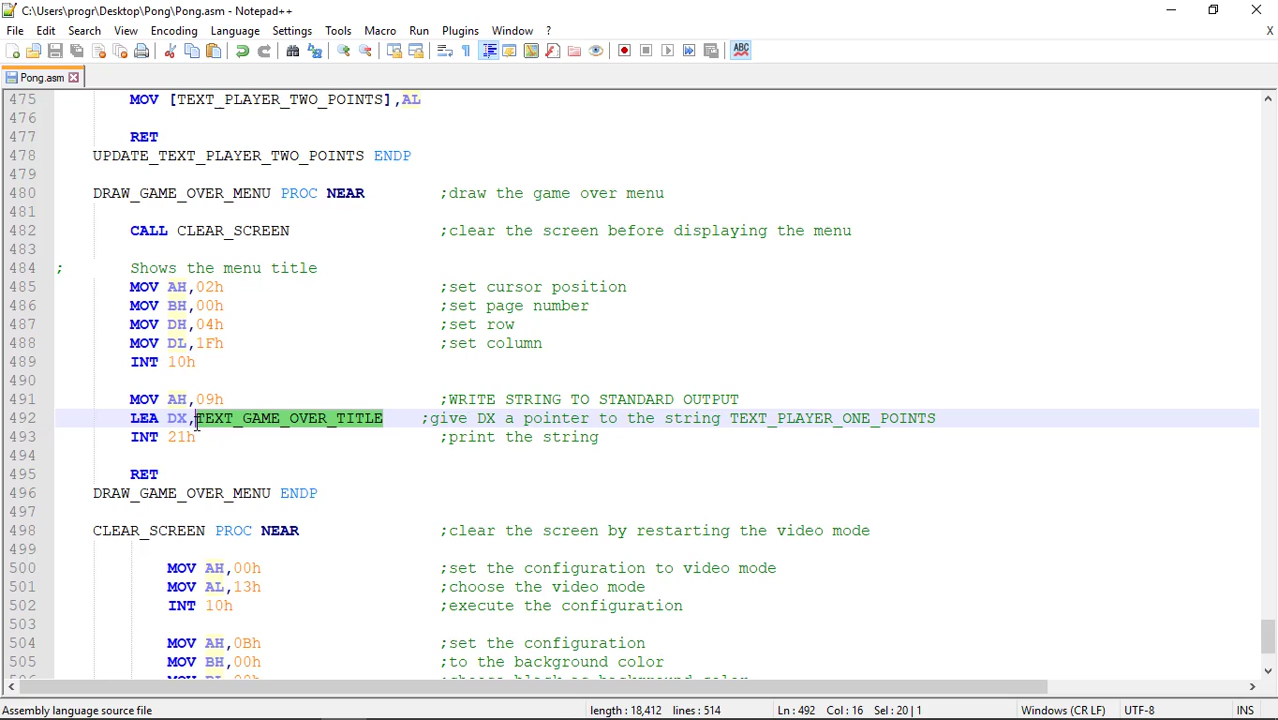 C:\Users\progr\Desktop\Pong\Pong.asm - Notepad++
File Edit Search View Encoding Language Settings Tools Macro Run Plugins Window ? X
ABC
Pong.asm
475 MOV [TEXT_PLAYER_TWO_POINTS],AL
476
477 RET
478 UPDATE_TEXT_PLAYER_TWO_POINTS ENDP
479
480 DRAW_GAME_OVER_MENU PROC NEAR ;draw the game over menu
481
482 CALL CLEAR_SCREEN ;clear the screen before displaying the menu
483
484 ; Shows the menu title
485 MOV AH,02h ;set cursor position
486 MOV BH,00h ;set page number
487 MOV DH,04h ;set row
488 MOV DL,1Fh ;set column
489 INT 10h
490
491 MOV AH,09h ;WRITE STRING TO STANDARD OUTPUT
492 LEA DX,TEXT_GAME_OVER_TITLE ;give DX a pointer to the string TEXT_PLAYER_ONE_POINTS
493 INT 21h ;print the string
494
495 RET
496 DRAW_GAME_OVER_MENU ENDP
497
498 CLEAR_SCREEN PROC NEAR ;clear the screen by restarting the video mode
499
500 MOV AH,00h ;set the configuration to video mode
501 MOV AL,13h ;choose the video mode
502 INT 10h ;execute the configuration
503
504 MOV AH,0Bh ;set the configuration
505 MOV BH,00h ;to the background color
Assembly language source file length : 18,412 lines : 514 Ln : 492 Col : 16 Sel : 20 | 1 Windows (CR LF) UTF-8 INS